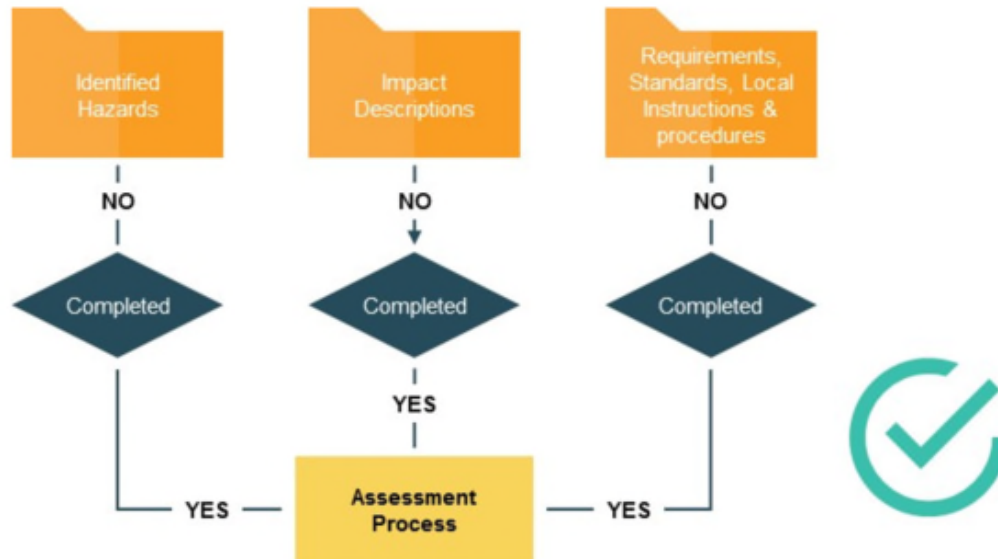 Identified
Hazards
Impact
Descriptions
Requirements,
Standards, Local
Instructions &
procedures
NO
NO
NO
Completed
Completed
Completed
YES
YES
YES
Assessment
Process